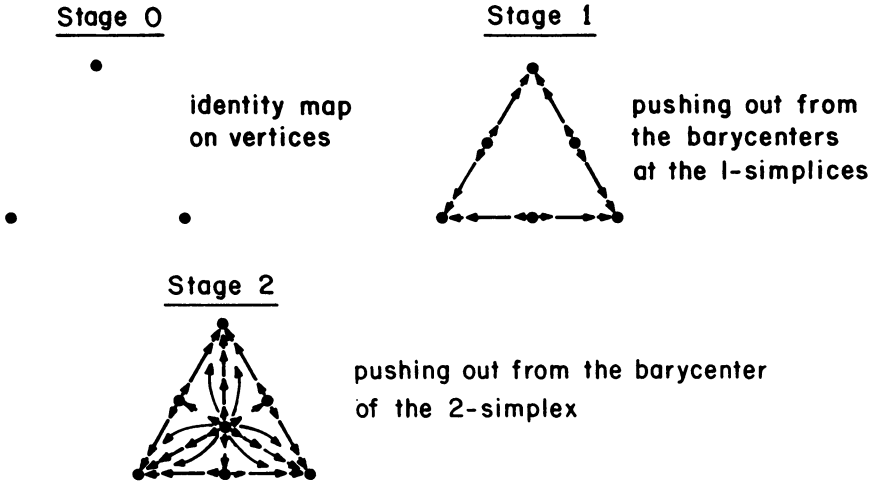 Stage 0
identity map
on vertices
Stage 1
pushing out from
the barycenters
at the 1-simplices
Stage 2
pushing out from the barycenter
of the 2-simplex